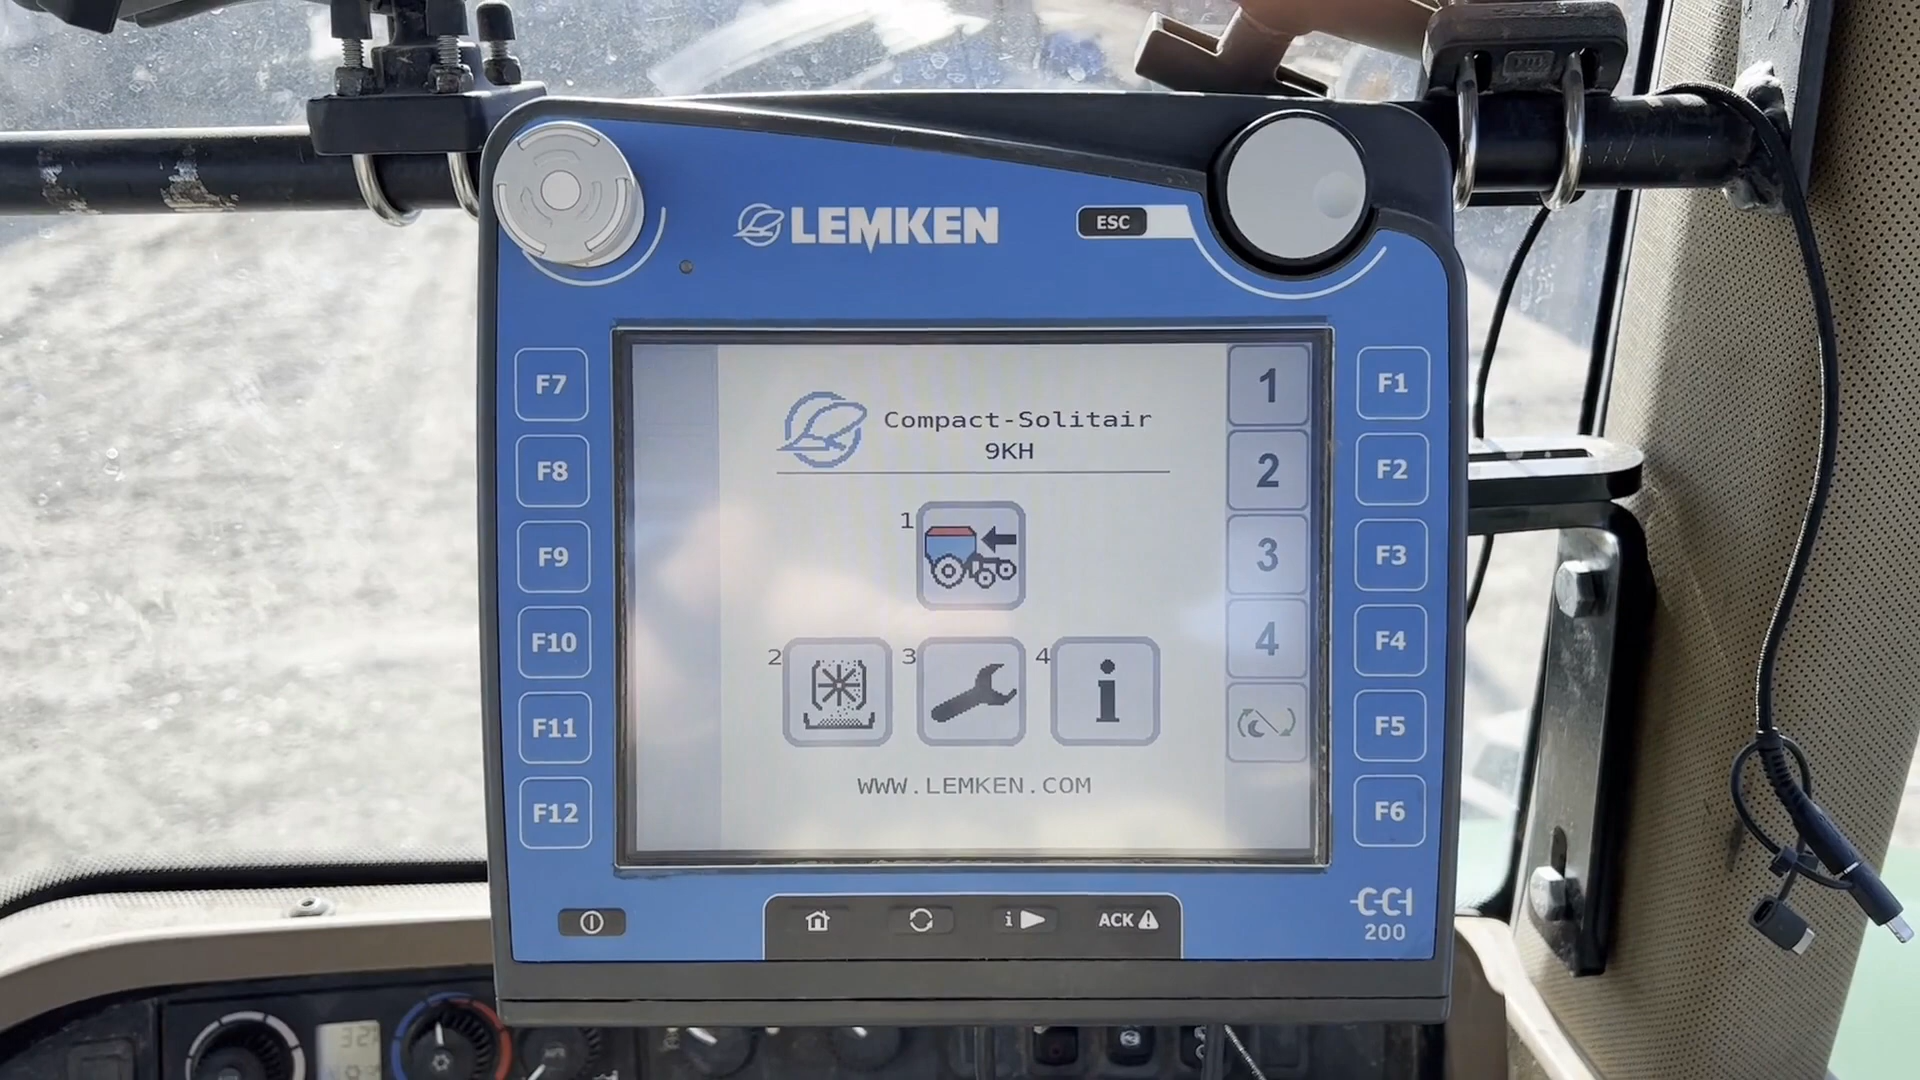 LEMKEN
ESC
F7
F8
F9
F10
F11
F12
Compact-Solitair
9KH
1
2
3
4
WWW.LEMKEN.COM
1
2
3
4
F1
F2
F3
F4
F5
F6
i
ACK
CCI
200